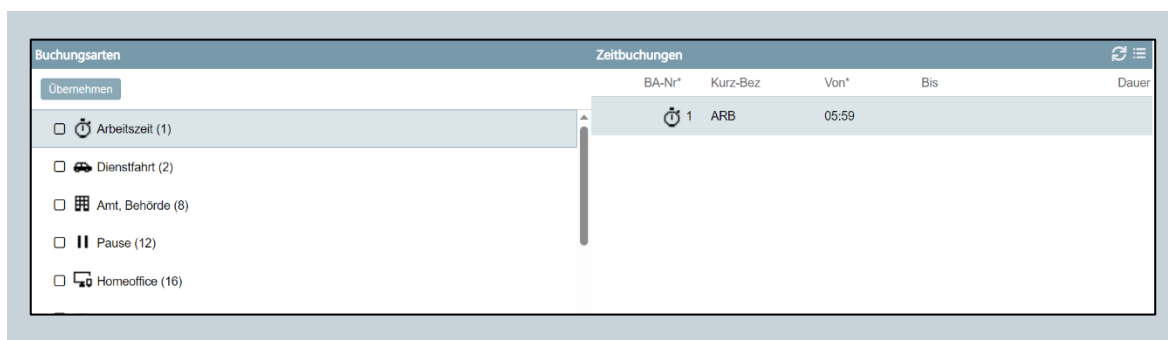 Buchungsarten
Übernehmen
Arbeitszeit (1)
Dienstfahrt (2)
Amt, Behörde (8)
Pause (12)
Homeoffice (16)
Zeitbuchungen
BA-Nr* Kurz-Bez Von* Bis Dauer
1 ARB 05:59